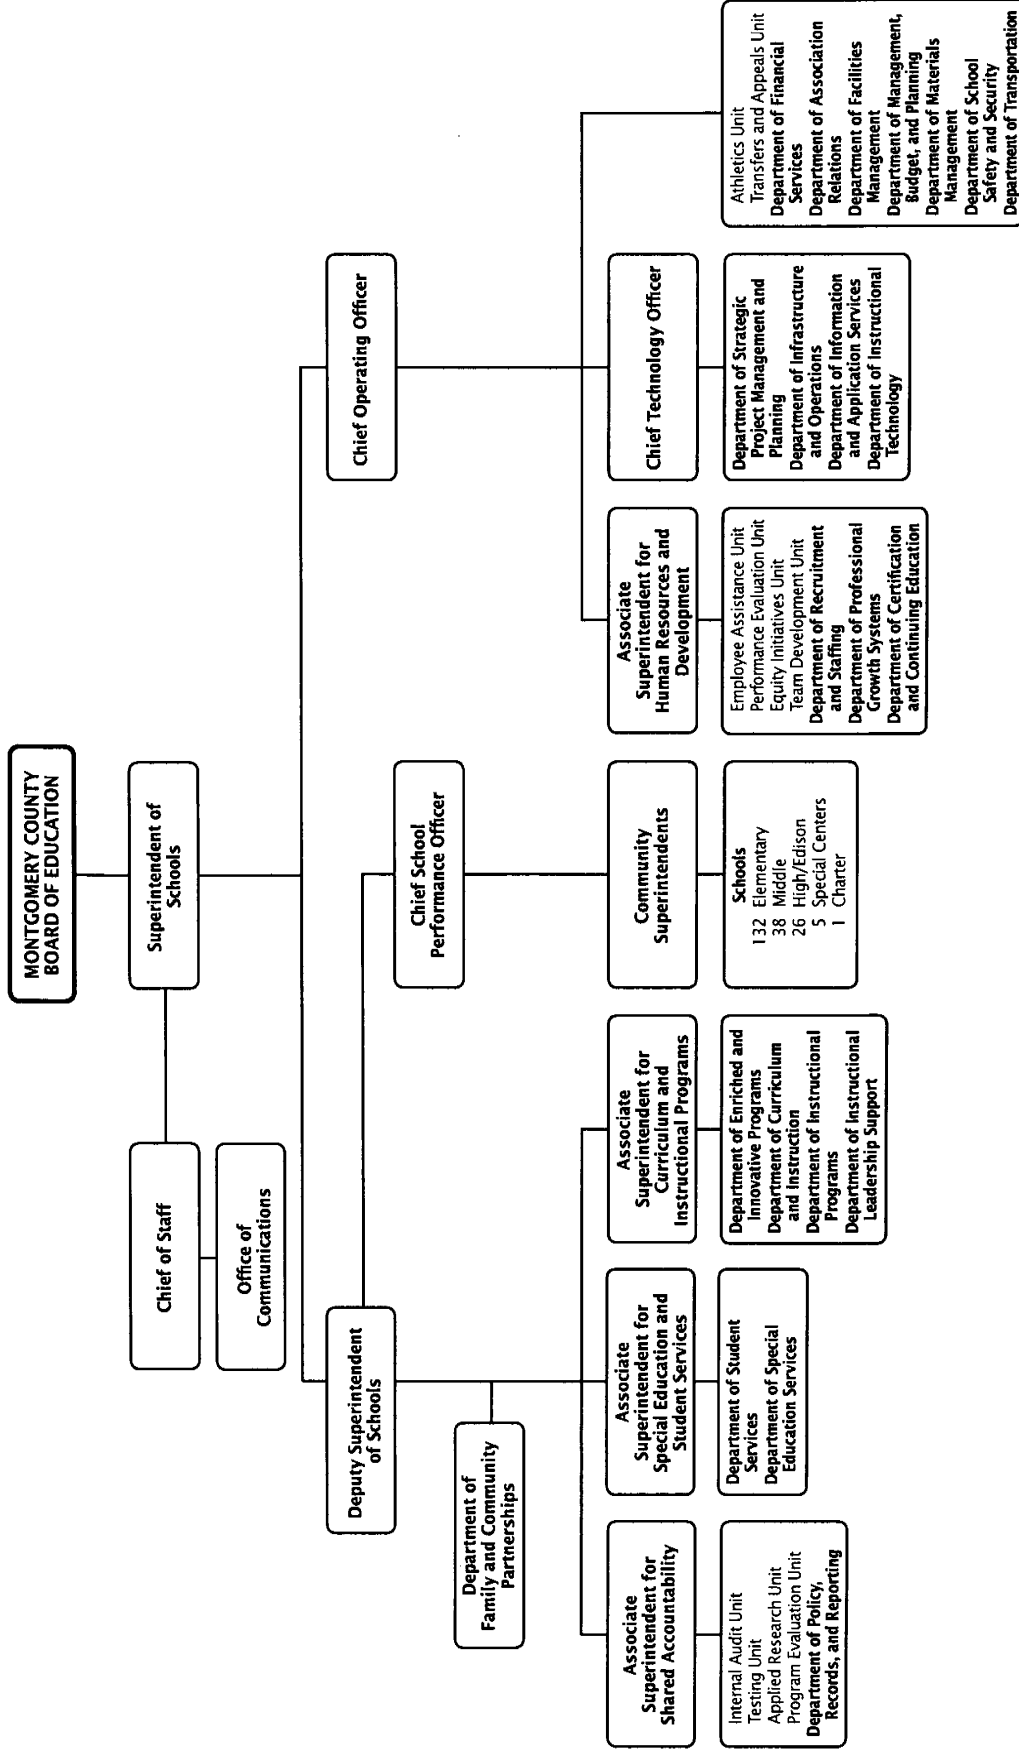 MONTGOMERY COUNTY
BOARD OF EDUCATION
Superintendent of
Schools
Chief of Staff
Office of
Communications
Deputy Superintendent
of Schools
Chief School
Performance Officer
Chief Operating Officer
Department of
Family and Community
Partnerships
Associate
Superintendent for
Shared Accountability
Internal Audit Unit
Testing Unit
Applied Research Unit
Program Evaluation Unit
Department of Policy,
Records, and Reporting
Associate
Superintendent for
Special Education and
Student Services
Department of Student
Services
Department of Special
Education Services
Associate
Superintendent for
Curriculum and
Instructional Programs
Department of Enriched and
Innovative Programs
Department of Curriculum
and Instruction
Department of Instructional
Programs
Department of Instructional
Leadership Support
Community
Superintendents
Schools
132 Elementary
38 Middle
26 High/Edison
5 Special Centers
1 Charter
Associate
Superintendent for
Human Resources and
Development
Employee Assistance Unit
Performance Evaluation Unit
Equity Initiatives Unit
Team Development Unit
Department of Recruitment
and Staffing
Department of Professional
Growth Systems
Department of Certification
and Continuing Education
Chief Technology Officer
Department of Strategic
Project Management and
Planning
Department of Infrastructure
and Operations
Department of Information
and Application Services
Department of Instructional
Technology
Athletics Unit
Transfers and Appeals Unit
Department of Financial
Services
Department of Association
Relations
Department of Facilities
Management
Department of Management,
Budget, and Planning
Department of Materials
Management
Department of School
Safety and Security
Department of Transportation